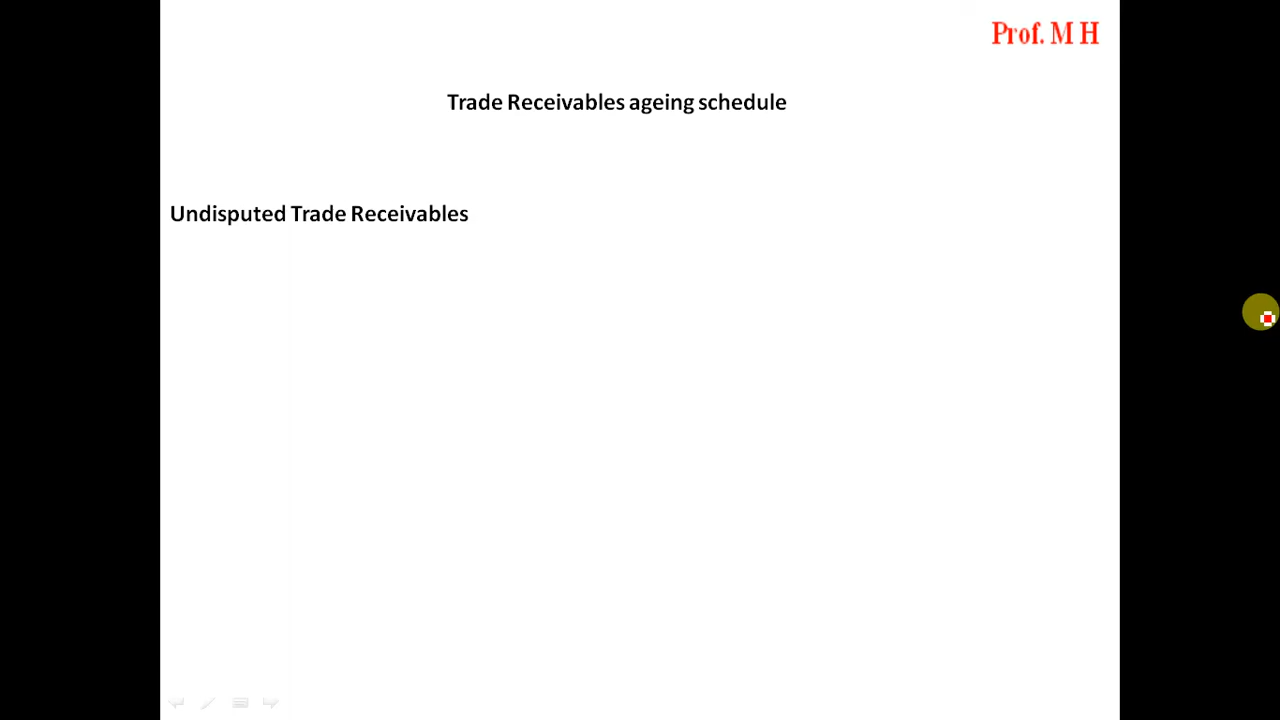 Prof. M H
Trade Receivables ageing schedule
Undisputed Trade Receivables